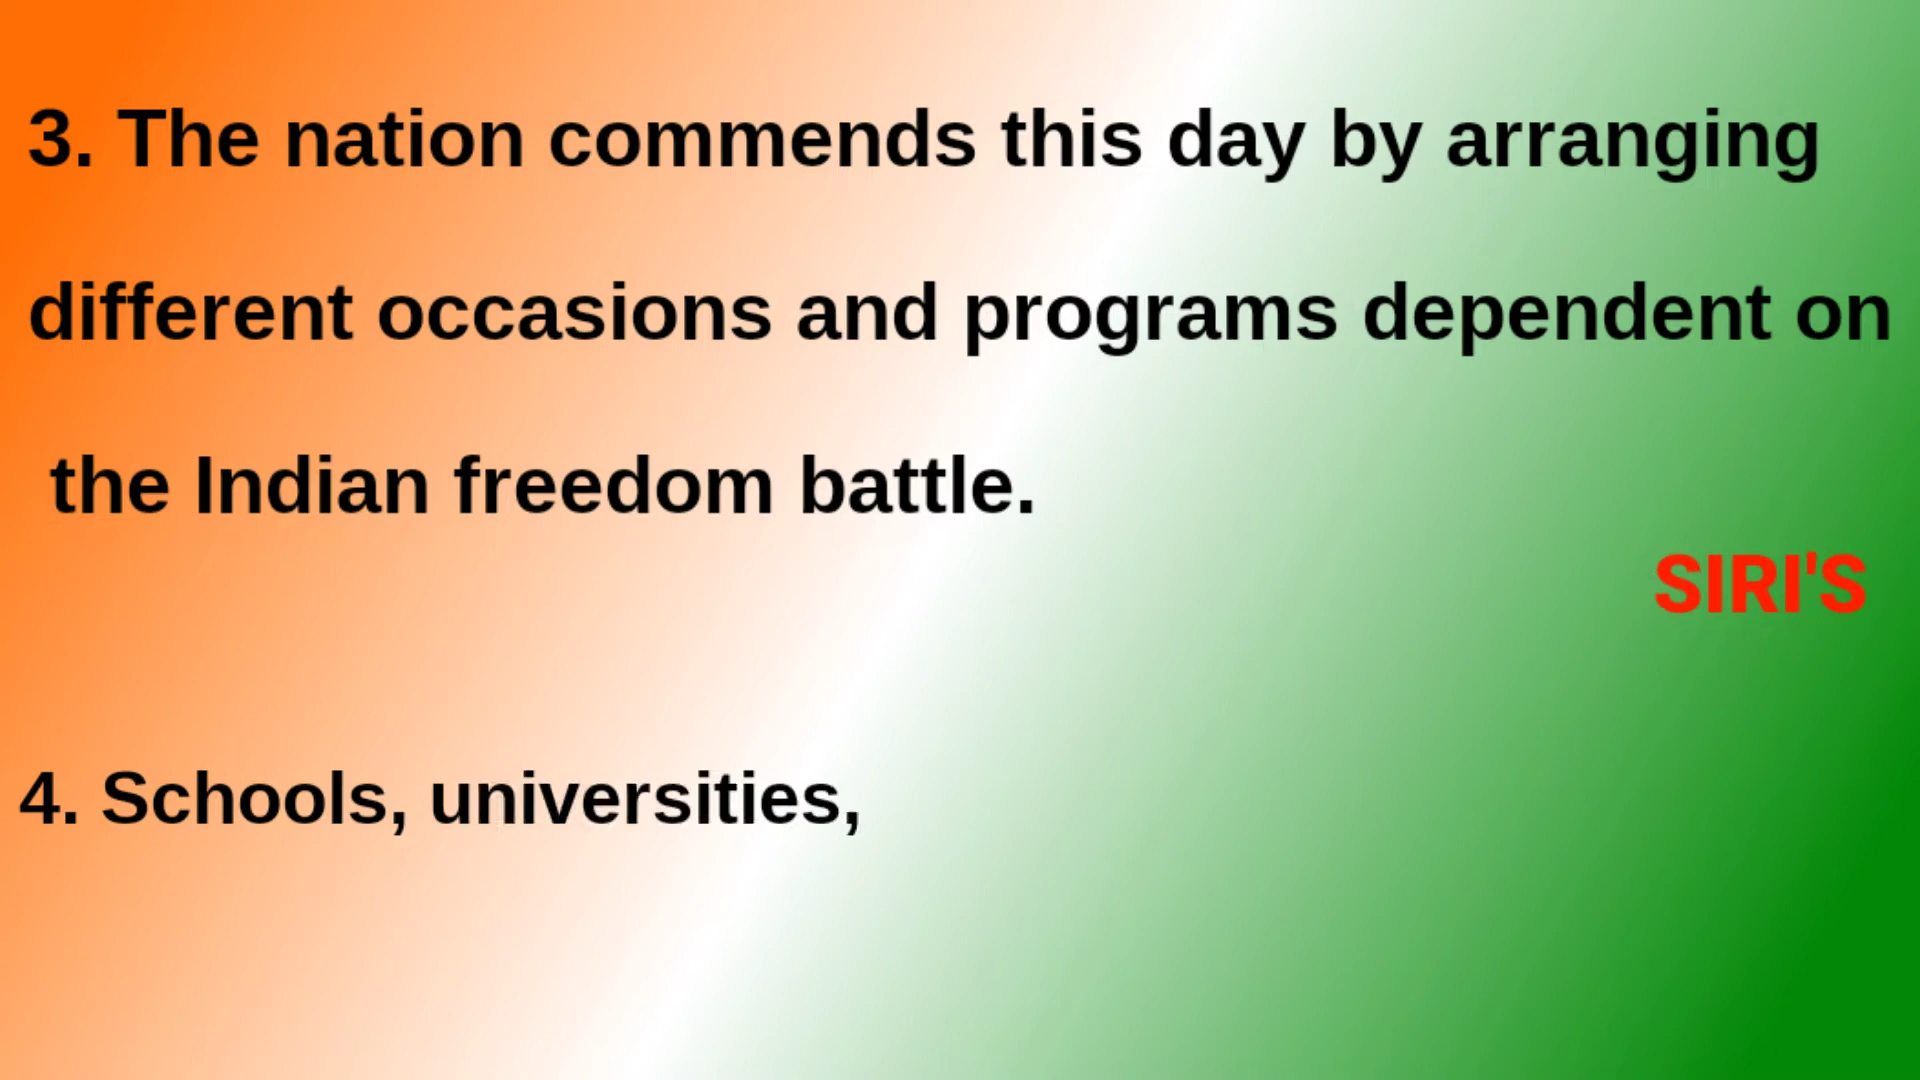 3. The nation commends this day by arranging
different occasions and programs dependent on
the Indian freedom battle.
SIRI'S
4. Schools, universities,